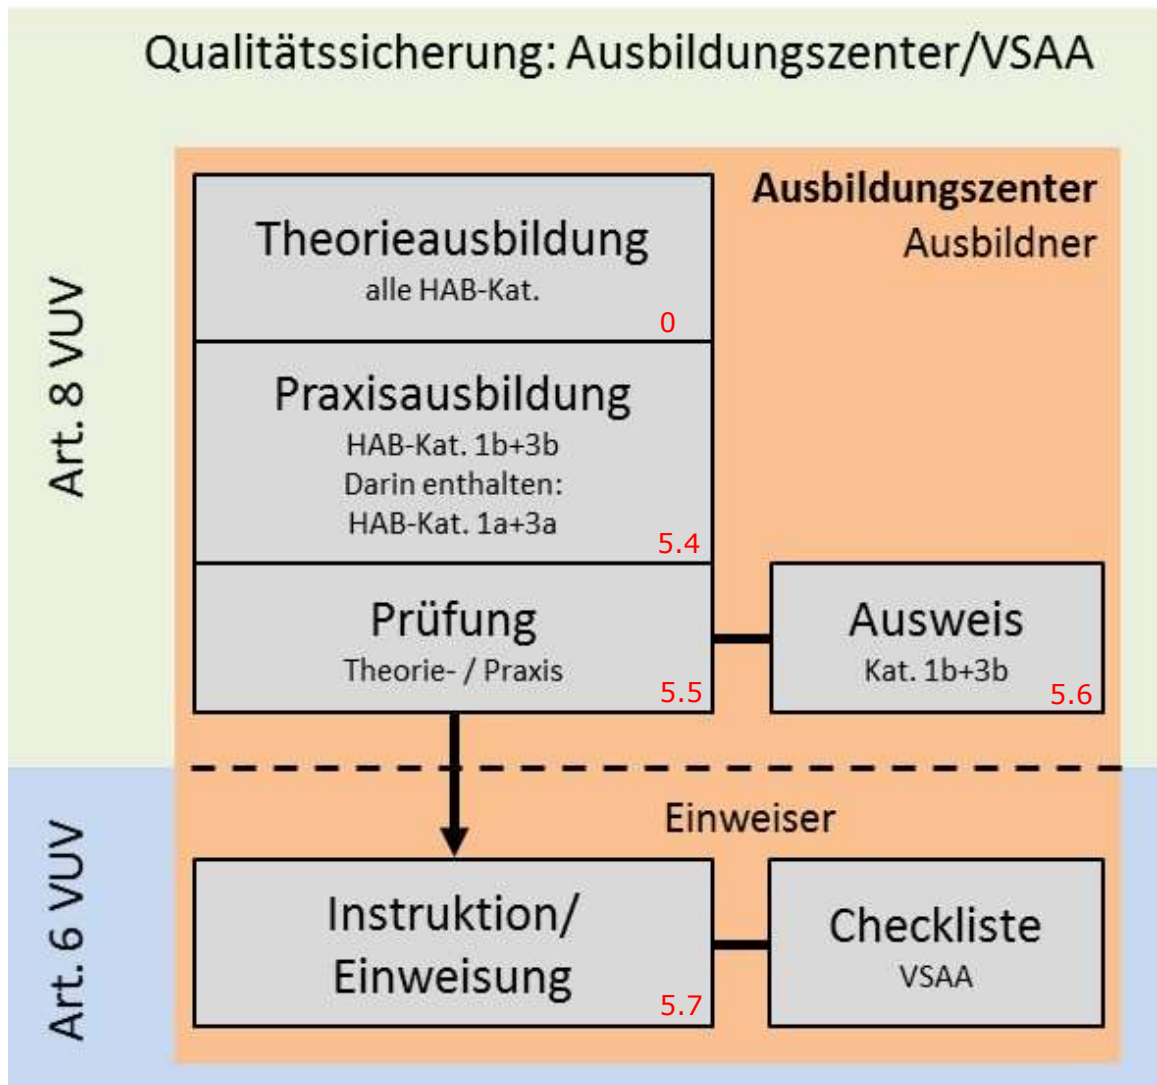 Qualitätssicherung: Ausbildungszenter/VSAA
Art. 8 VUV
Ausbildungszenter
Ausbildner
Theorieausbildung
alle HAB-Kat.
0
Praxisausbildung
HAB-Kat. 1b+3b
Darin enthalten:
HAB-Kat. 1a+3a
5.4
Prüfung
Theorie- / Praxis
5.5
Ausweis
Kat. 1b+3b
5.6
Art. 6 VUV
Einweiser
Instruktion/
Einweisung
5.7
Checkliste
VSAA